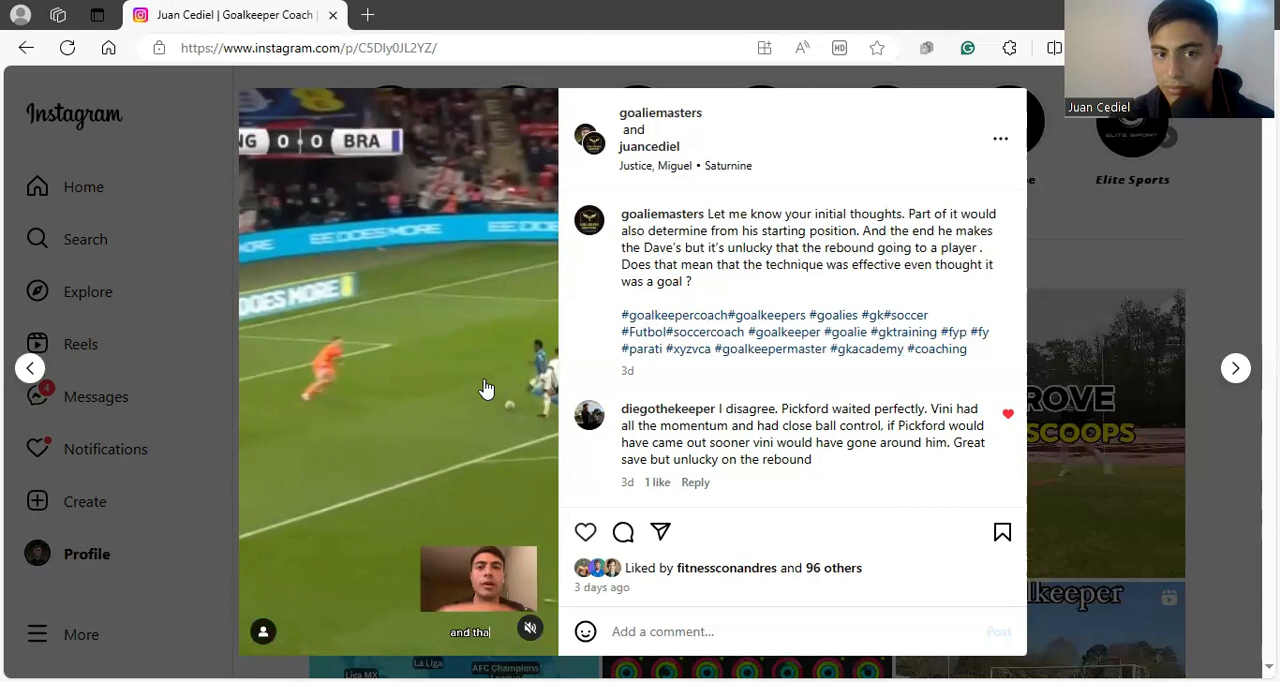 Juan Cediel | Goalkeeper Coach |
https://www.instagram.com/p/C5DIy0JL2YZ/
HD
Juan Cediel
Instagram
Home
Search
Explore
Reels
4
Messages
Notifications
Create
Profile
More
NG 0 0 BRA
EE DOES MORE
DOES MORE
and tha
goaliemasters
and
juancediel
Justice, Miguel • Saturnine
goaliemasters Let me know your initial thoughts. Part of it would
also determine from his starting position. And the end he makes
the Dave's but it's unlucky that the rebound going to a player .
Does that mean that the technique was effective even thought it
was a goal ?
#goalkeepercoach#goalkeepers #goalies #gk#soccer
#Futbol#soccercoach #goalkeeper #goalie #gktraining #fyp #fy
#parati #xyzvca #goalkeepermaster #gkacademy #coaching
3d
diegothekeeper I disagree. Pickford waited perfectly. Vini had
all the momentum and had close ball control, if Pickford would
have came out sooner vini would have gone around him. Great
save but unlucky on the rebound
3d 1 like Reply
Liked by fitnessconandres and 96 others
3 days ago
Add a comment...
Post
ELITE SPORT
Elite Sports
ROVE
SCOOPS
lkeeper
La Liga
Liga MX
AFC Champions